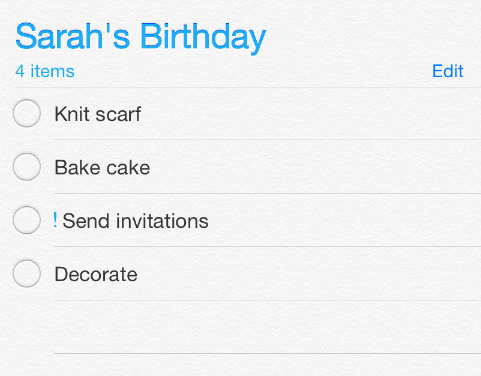 Sarah's Birthday
4 items Edit
Knit scarf
Bake cake
! Send invitations
Decorate